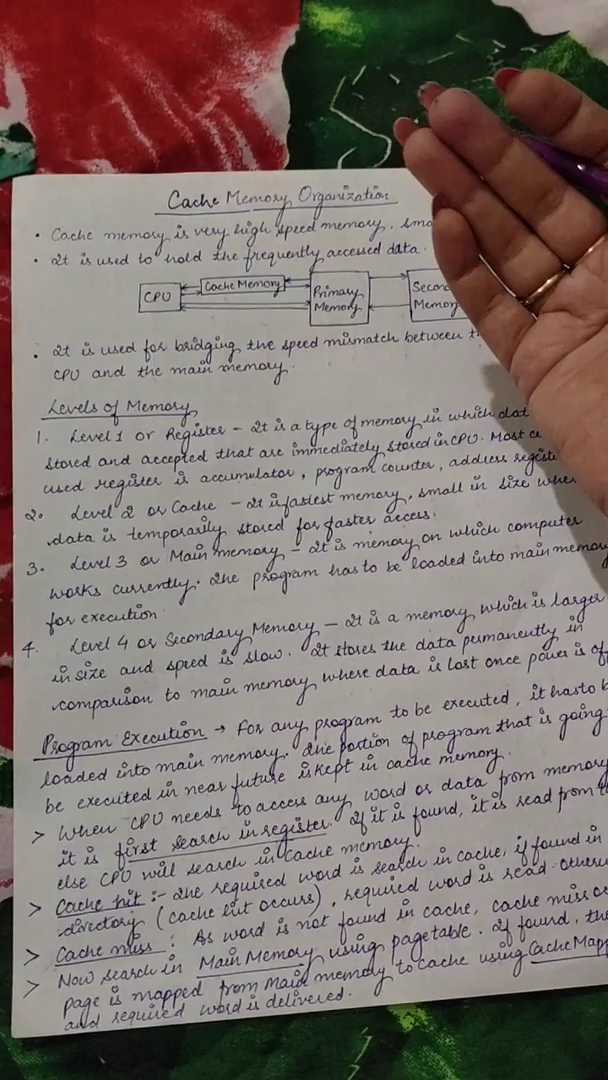 Cache Memory Organization
• Cache memory is very high speed memory, sma
• It is used to hold the frequently accessed data.
CPU
Cache Memory
Primary Memory
Secon
Memor
• It is used for bridging the speed mismatch between t
CPU and the main memory.
Levels of Memory
1. Level 1 or Register – It is a type of memory in which dat
stored and accepted that are immediately stored in CPU. Most
used register is accumulator, program counter, address registe
2. Level 2 or Cache – It is fastest memory, small in size wher
data is temporarily stored for faster access.
3. Level 3 or Main memory – It is memory on which computer
works currently. The program has to be loaded into main memory
for execution.
4. Level 4 or Secondary Memory – It is a memory which is larger
in size and speed is slow. It stores the data permanently in
comparison to main memory where data is lost once power is of
Program Execution → For any program to be executed, it has to b
loaded into main memory. The portion of program that is going
be executed in near future is kept in cache memory.
> When CPU needs to access any word or data from memory
it is first search in register. If it is found, it is read from t
else CPU will search in cache memory.
> Cache hit :- The required word is search in cache, if found in
directory (cache hit occurs), required word is read. Otherw
> Cache miss : As word is not found in cache, cache miss oc
> Now search in Main Memory using pagetable. If found, the
page is mapped from main memory to cache using Cache Mapp
and required word is delivered.